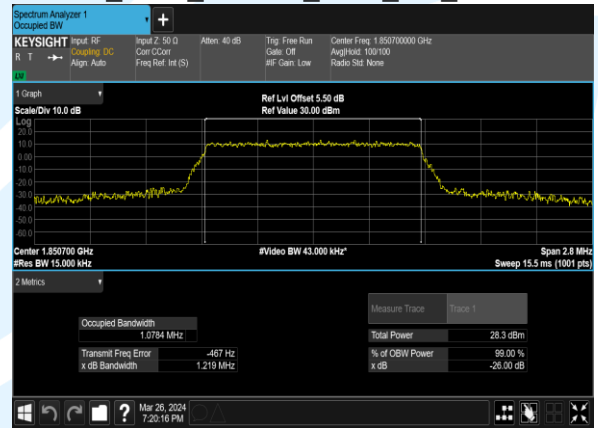 Spectrum Analyzer 1
Occupied BW
+
KEYSIGHT
R T
LVI
Input: RF
Coupling: DC
Align: Auto
Input Z: 50 Ω
Corr CCorr
Freq Ref: Int (S)
Atten: 40 dB
Trig: Free Run
Gate: Off
#IF Gain: Low
Center Freq: 1.850700000 GHz
Avg|Hold: 100/100
Radio Std: None
1 Graph
Scale/Div 10.0 dB
Ref Lvl Offset 5.50 dB
Ref Value 30.00 dBm
Log
20.0
10.0
0.00
-10.0
-20.0
-30.0
-40.0
-50.0
-60.0
Center 1.850700 GHz
#Video BW 43.000 kHz*
Span 2.8 MHz
#Res BW 15.000 kHz
Sweep 15.5 ms (1001 pts)
2 Metrics
Measure Trace
Trace 1
Occupied Bandwidth
1.0784 MHz
Total Power
28.3 dBm
Transmit Freq Error
-467 Hz
% of OBW Power
99.00 %
x dB Bandwidth
1.219 MHz
x dB
-26.00 dB
?
Mar 26, 2024
7:20:16 PM